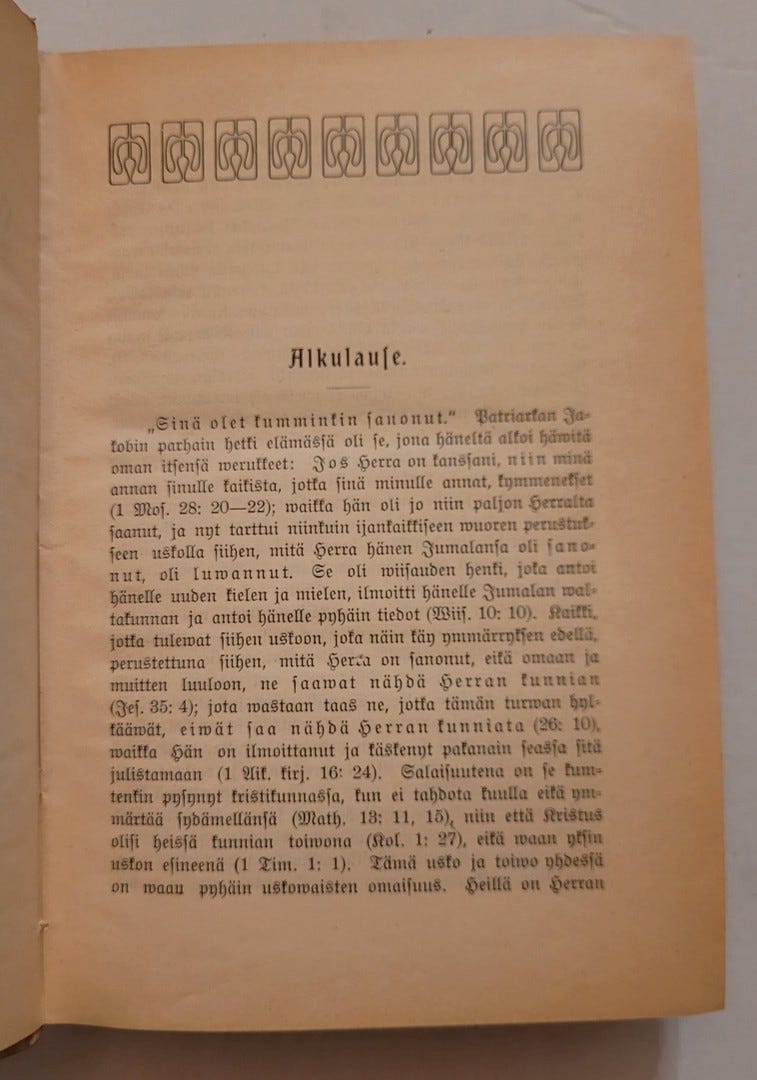 Alkulause.
„Sinä olet kumminkin sanonut.“ Patriarkan Ja-
kobin parhain hetki elämässä oli se, jona häneltä alkoi häwitä
oman itsensä werukkeet: Jos Herra on kanssani, niin minä
annan sinulle kaikista, jotka sinä minulle annat, kymmenekset
(1 Mos. 28: 20—22); waikka hän oli jo niin paljon Herralta
saanut, ja nyt tarttui niinkuin ijankaikkiseen wuoren perustuk-
seen uskolla siihen, mitä Herra hänen Jumalansa oli sano-
nut, oli luwannut. Se oli wiisauden henki, joka antoi
hänelle uuden kielen ja mielen, ilmoitti hänelle Jumalan wal-
takunnan ja antoi hänelle pyhäin tiedot (Wiis. 10: 10). Kaikki,
jotka tulewat siihen uskoon, joka näin käy ymmärryksen edellä,
perustettuna siihen, mitä Herra on sanonut, eikä omaan ja
muitten luuloon, ne saawat nähdä Herran kunnian
(Jes. 35: 4); jota wastaan taas ne, jotka tämän turwan hyl-
kääwät, eiwät saa nähdä Herran kunniata (26: 10),
waikka Hän on ilmoittanut ja käskenyt pakanain seassa sitä
julistamaan (1 Aik. kirj. 16: 24). Salaisuutena on se kum-
tenkin pysynyt kristikunnassa, kun ei tahdota kuulla eikä ym-
märtää sydämellänsä (Math. 13: 11, 15), niin että Kristus
olisi heissä kunnian toiwona (Kol. 1: 27), eikä waan yksin
uskon esineenä (1 Tim. 1: 1). Tämä usko ja toiwo yhdessä
on waan pyhäin uskowaisten omaisuus. Heillä on Herran